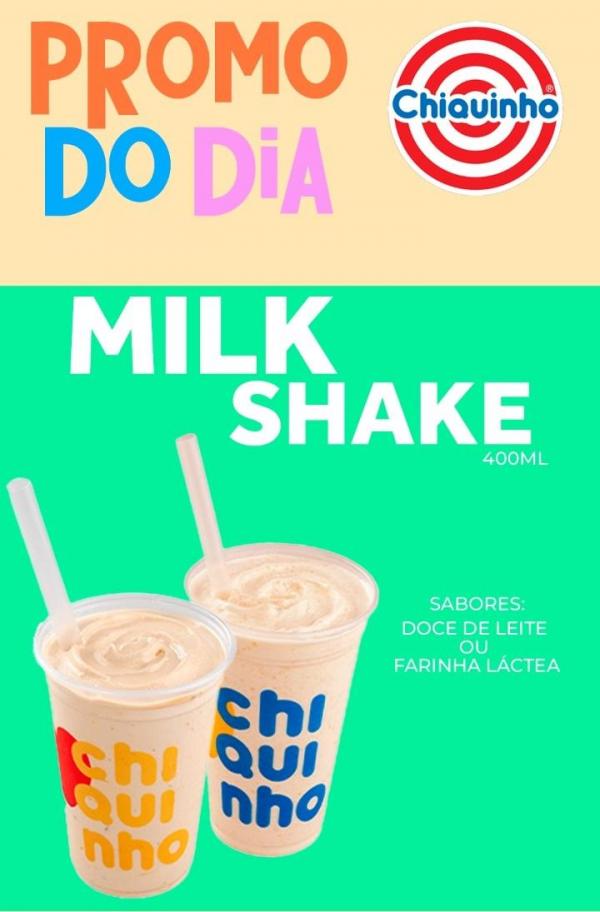 PROMO
DO DiA
Chiquinho®
MILK
SHAKE
400ML
SABORES:
DOCE DE LEITE
OU
FARINHA LÁCTEA
chi
qui
nho
chi
qui
nho